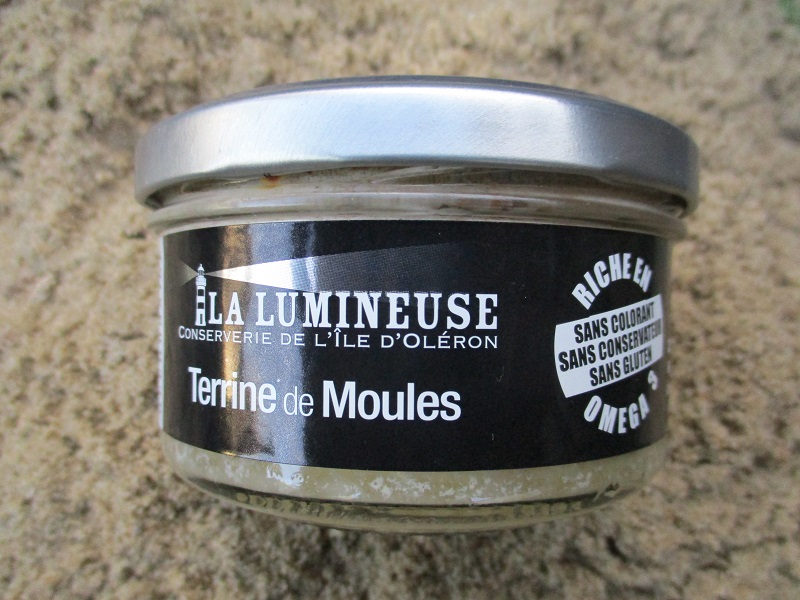 LA LUMINEUSE
CONSERVERIE DE L'ÎLE D'OLÉRON
Terrine de Moules
RICHE EN
SANS COLORANT
SANS CONSERVATEUR
SANS GLUTEN
OMEGA 3